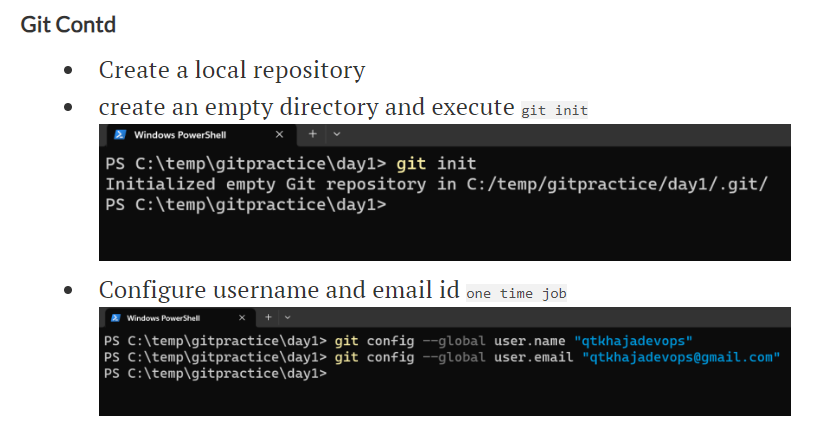 Git Contd
Create a local repository
create an empty directory and execute git init
Windows PowerShell
PS C:\temp\gitpractice\day1> git init
Initialized empty Git repository in C:/temp/gitpractice/day1/.git/
PS C:\temp\gitpractice\day1>
Configure username and email id one time job
Windows PowerShell
PS C:\temp\gitpractice\day1> git config --global user.name "qtkhajadevops"
PS C:\temp\gitpractice\day1> git config --global user.email "qtkhajadevops@gmail.com"
PS C:\temp\gitpractice\day1>